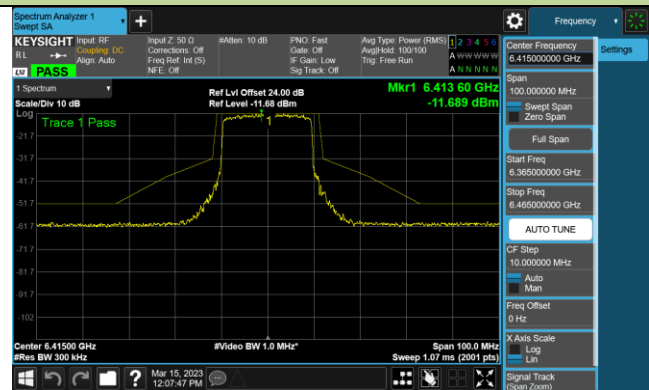 Spectrum Analyzer 1
Swept SA
Frequency
KEYSIGHT
Input: RF
Input Z: 50 Ω
#Atten: 10 dB
PNO: Fast
Avg Type: Power (RMS)
1 2 3 4 5 6
RL
Coupling: DC
Corrections: Off
Gate: Off
Avg|Hold: 100/100
A W W W W W
Align: Auto
Freq Ref: Int (S)
IF Gain: Low
Trig: Free Run
NFE: Off
Sig Track: Off
A N N N N N
LXI
PASS
1 Spectrum
Scale/Div 10 dB
Ref Lvl Offset 24.00 dB
Ref Level -11.68 dBm
Mkr1 6.413 60 GHz
-11.689 dBm
Log
Trace 1 Pass
1
-21.7
-31.7
-41.7
-51.7
-61.7
-71.7
-81.7
-91.7
-102
Center 6.41500 GHz
#Video BW 1.0 MHz*
Span 100.0 MHz
#Res BW 300 kHz
Sweep 1.07 ms (2001 pts)
Mar 15, 2023
12:07:47 PM
Center Frequency
6.415000000 GHz
Settings
Span
100.000000 MHz
Swept Span
Zero Span
Full Span
Start Freq
6.365000000 GHz
Stop Freq
6.465000000 GHz
AUTO TUNE
CF Step
10.000000 MHz
Auto
Man
Freq Offset
0 Hz
X Axis Scale
Log
Lin
Signal Track
(Span Zoom)